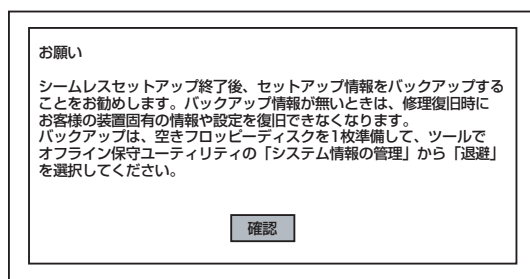 お願い
シームレスセットアップ終了後、セットアップ情報をバックアップする
ことをお勧めします。バックアップ情報が無いときは、修理復旧時に
お客様の装置固有の情報や設定を復旧できなくなります。
バックアップは、空きフロッピーディスクを1枚準備して、ツールで
オフライン保守ユーティリティの「システム情報の管理」から「退避」
を選択してください。
確認